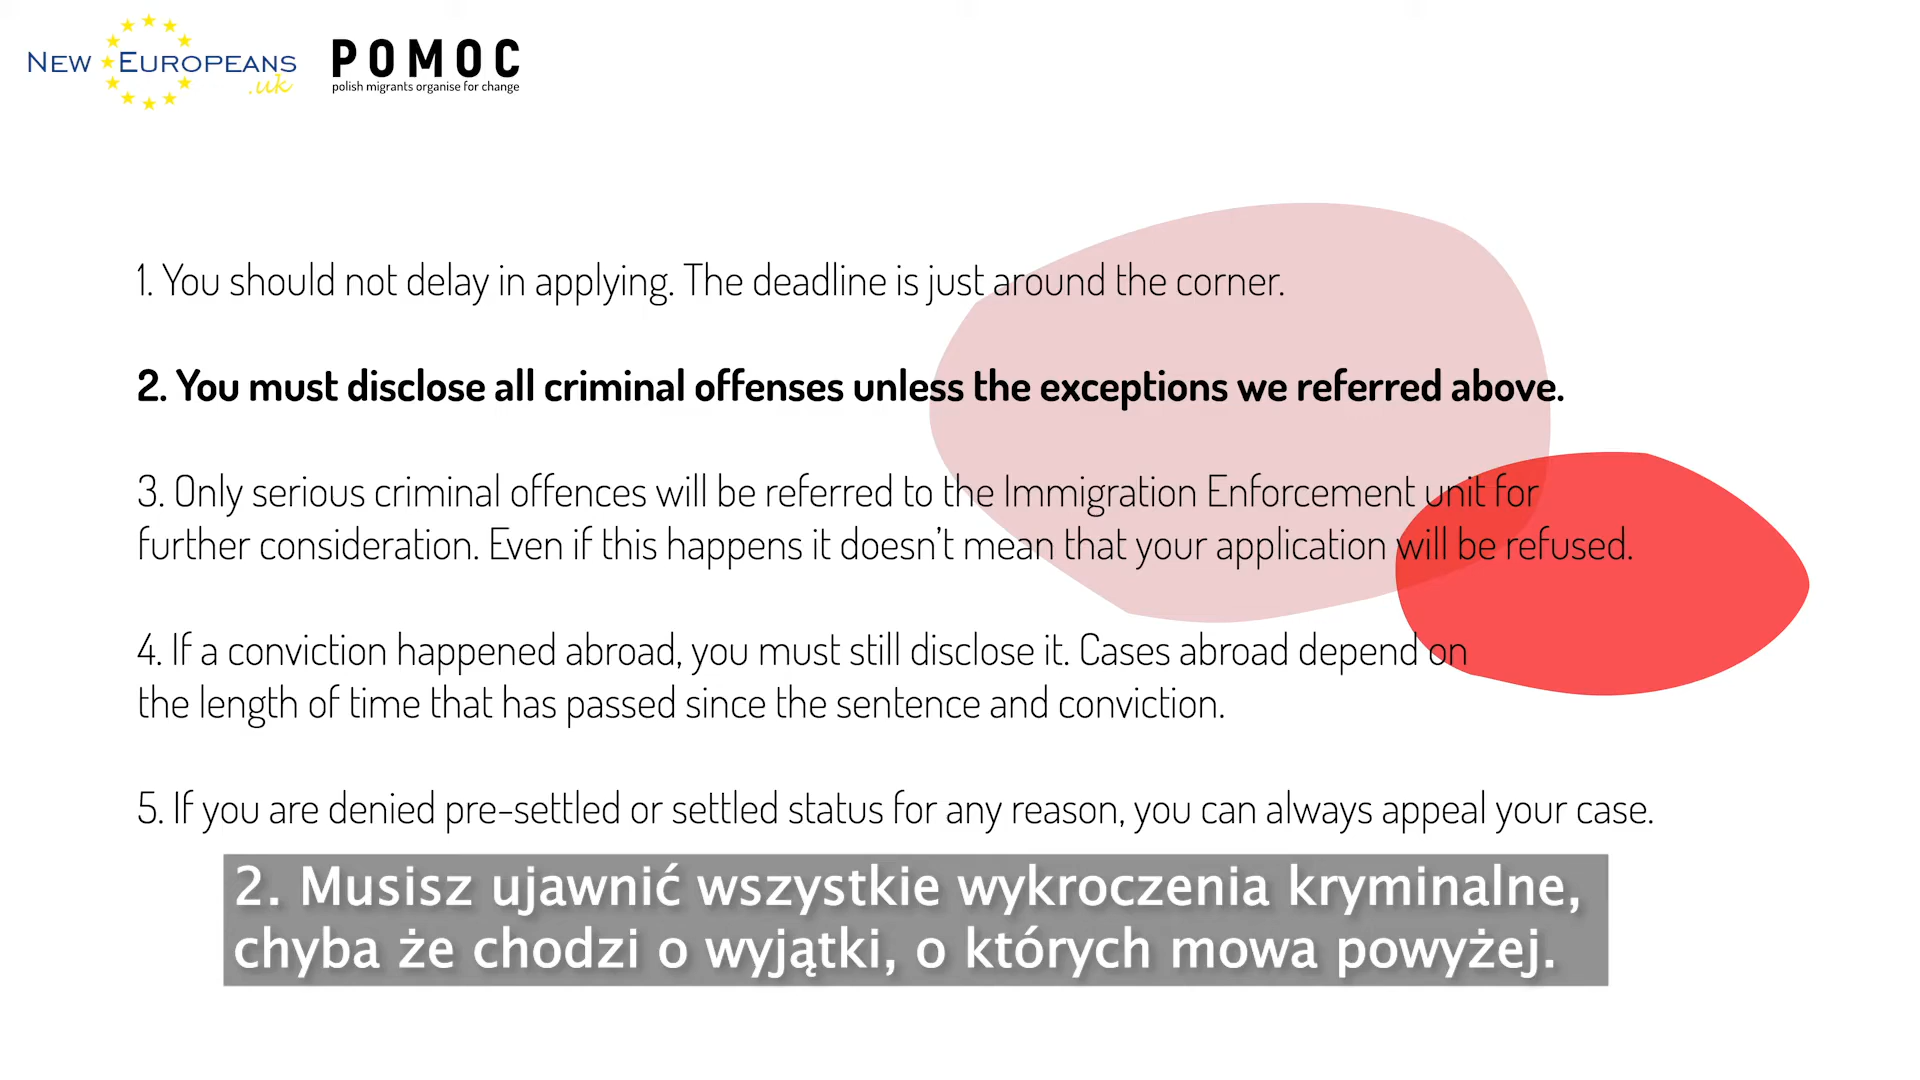 NEW EUROPEANS
.uk
POMOC
polish migrants organise for change
1. You should not delay in applying. The deadline is just around the corner.
2. You must disclose all criminal offenses unless the exceptions we referred above.
3. Only serious criminal offences will be referred to the Immigration Enforcement unit for
further consideration. Even if this happens it doesn't mean that your application will be refused.
4. If a conviction happened abroad, you must still disclose it. Cases abroad depend on
the length of time that has passed since the sentence and conviction.
5. If you are denied pre-settled or settled status for any reason, you can always appeal your case.
2. Musisz ujawnić wszystkie wykroczenia kryminalne,
chyba że chodzi o wyjątki, o których mowa powyżej.